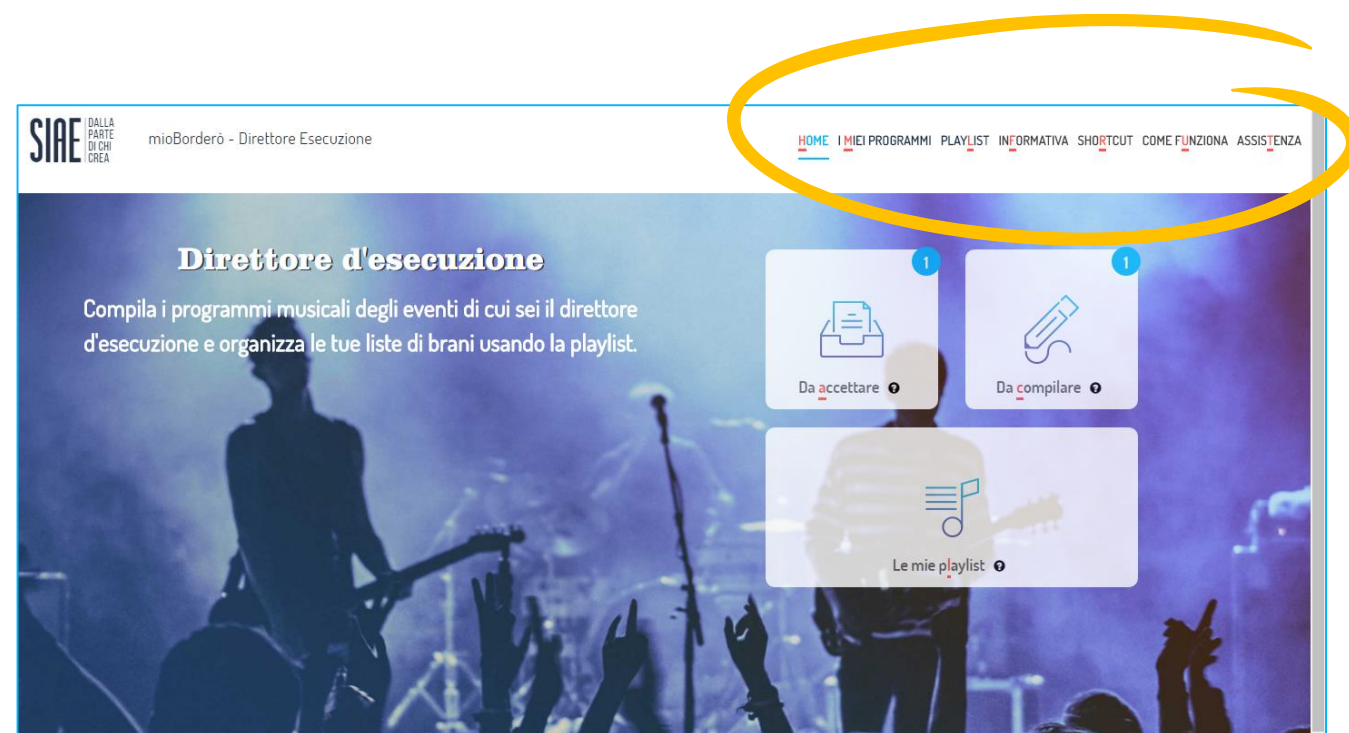 SIAE
DALLA
PARTE
DI CHI
CREA
mioBorderò - Direttore Esecuzione
HOME I MIEI PROGRAMMI PLAYLIST INFORMATIVA SHORTCUT COME FUNZIONA ASSISTENZA
Direttore d'esecuzione
Compila i programmi musicali degli eventi di cui sei il direttore
d'esecuzione e organizza le tue liste di brani usando la playlist.
1
Da accettare ?
1
Da compilare ?
Le mie playlist ?